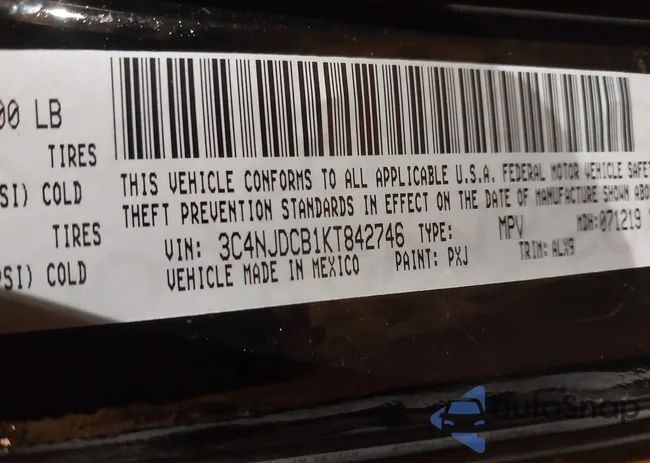 00 LB
TIRES
SI) COLD
TIRES
SI) COLD
THIS VEHICLE CONFORMS TO ALL APPLICABLE U.S.A. FEDERAL MOTOR VEHICLE SAFET
THEFT PREVENTION STANDARDS IN EFFECT ON THE DATE OF MANUFACTURE SHOWN ABO
VIN: 3C4NJDCB1KT842746 TYPE: MPV MDH: 071219
VEHICLE MADE IN MEXICO PAINT: PXJ TRIM: ALX9
autoSnap